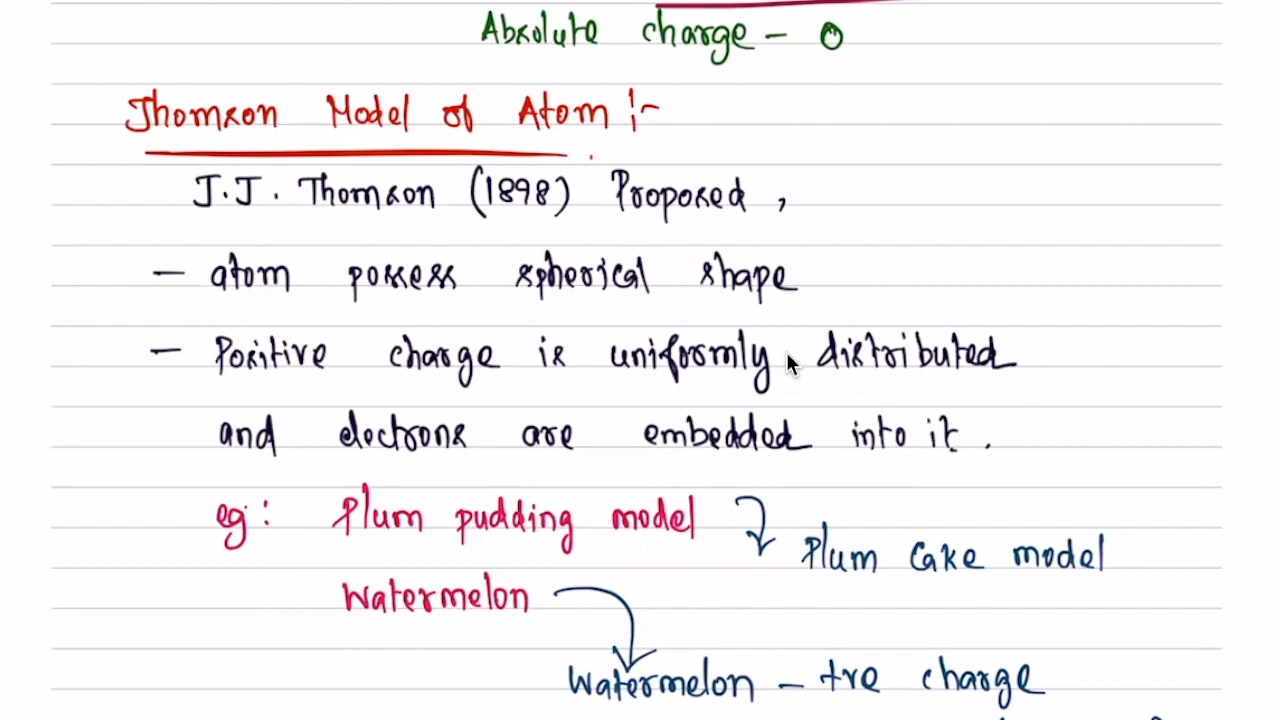 Absolute charge - 0
Thomson Model of Atom :-
J.J. Thomson (1898) Proposed,
- atom possess spherical shape
- Positive charge is uniformly distributed
and electrons are embedded into it.
eg: Plum pudding model
Plum Cake model
Watermelon
Watermelon - +ve charge